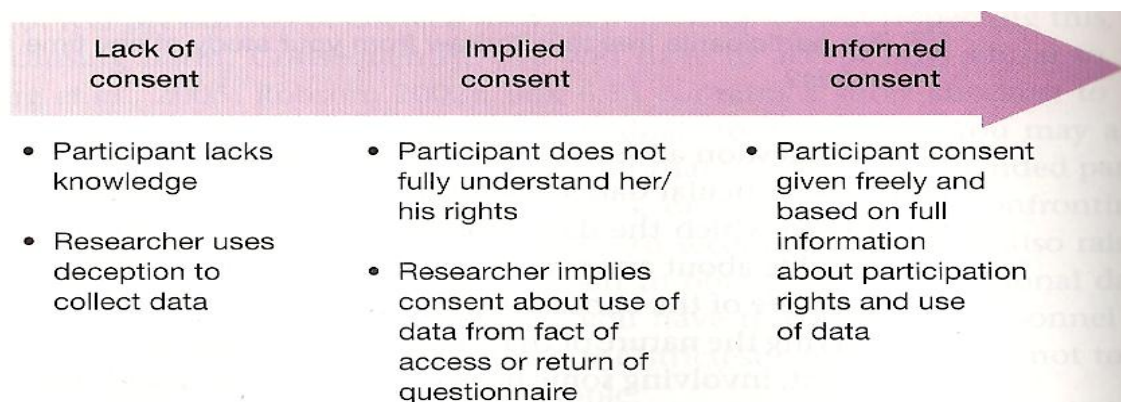 Lack of
consent
Implied
consent
Informed
consent
• Participant lacks
knowledge
• Researcher uses
deception to
collect data
• Participant does not
fully understand her/
his rights
• Researcher implies
consent about use of
data from fact of
access or return of
questionnaire
• Participant consent
given freely and
based on full
information
about participation
rights and use
of data